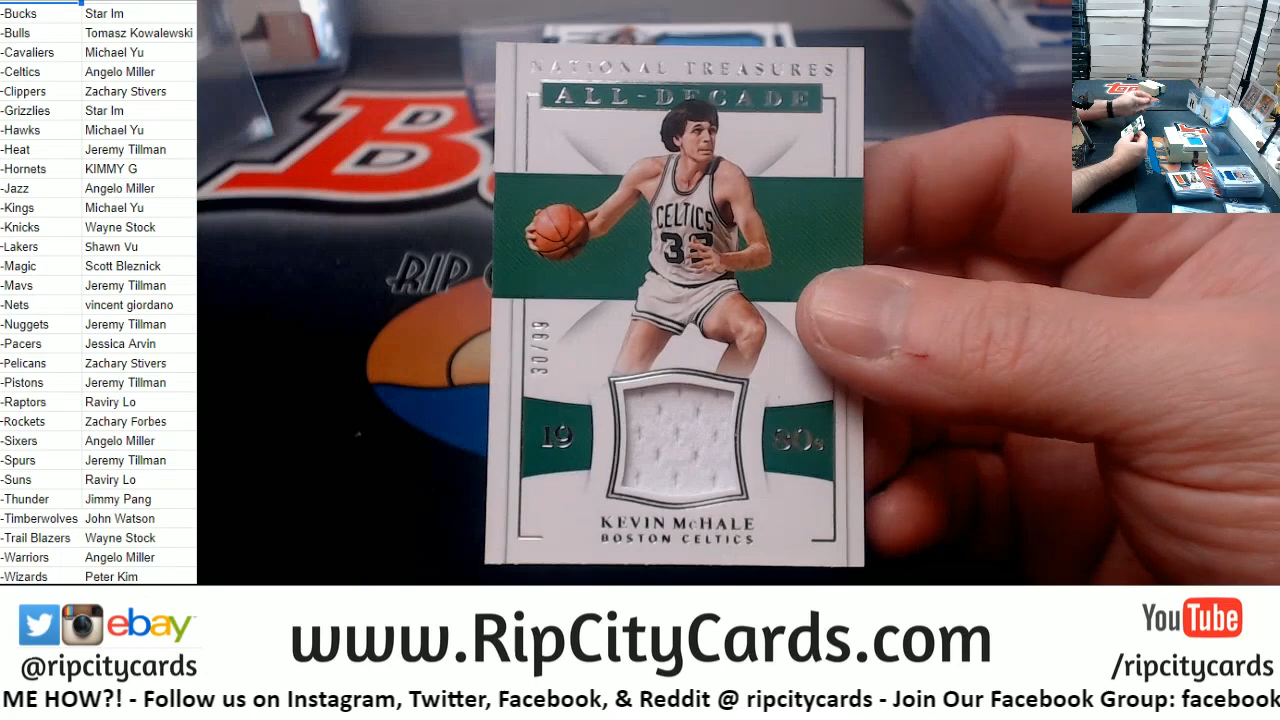 -Bucks Star Im
-Bulls Tomasz Kowalewski
-Cavaliers Michael Yu
-Celtics Angelo Miller
-Clippers Zachary Stivers
-Grizzlies Star Im
-Hawks Michael Yu
-Heat Jeremy Tillman
-Hornets KIMMY G
-Jazz Angelo Miller
-Kings Michael Yu
-Knicks Wayne Stock
-Lakers Shawn Vu
-Magic Scott Bleznick
-Mavs Jeremy Tillman
-Nets vincent giordano
-Nuggets Jeremy Tillman
-Pacers Jessica Arvin
-Pelicans Zachary Stivers
-Pistons Jeremy Tillman
-Raptors Raviry Lo
-Rockets Zachary Forbes
-Sixers Angelo Miller
-Spurs Jeremy Tillman
-Suns Raviry Lo
-Thunder Jimmy Pang
-Timberwolves John Watson
-Trail Blazers Wayne Stock
-Warriors Angelo Miller
-Wizards Peter Kim
NATIONAL TREASURES
ALL-DECADE
CELTICS
32
30/99
19 80s
KEVIN McHALE
BOSTON CELTICS
RIP
ebay
@ripcitycards
www.RipCityCards.com
YouTube
/ripcitycards
ME HOW?! - Follow us on Instagram, Twitter, Facebook, & Reddit @ ripcitycards - Join Our Facebook Group: facebook